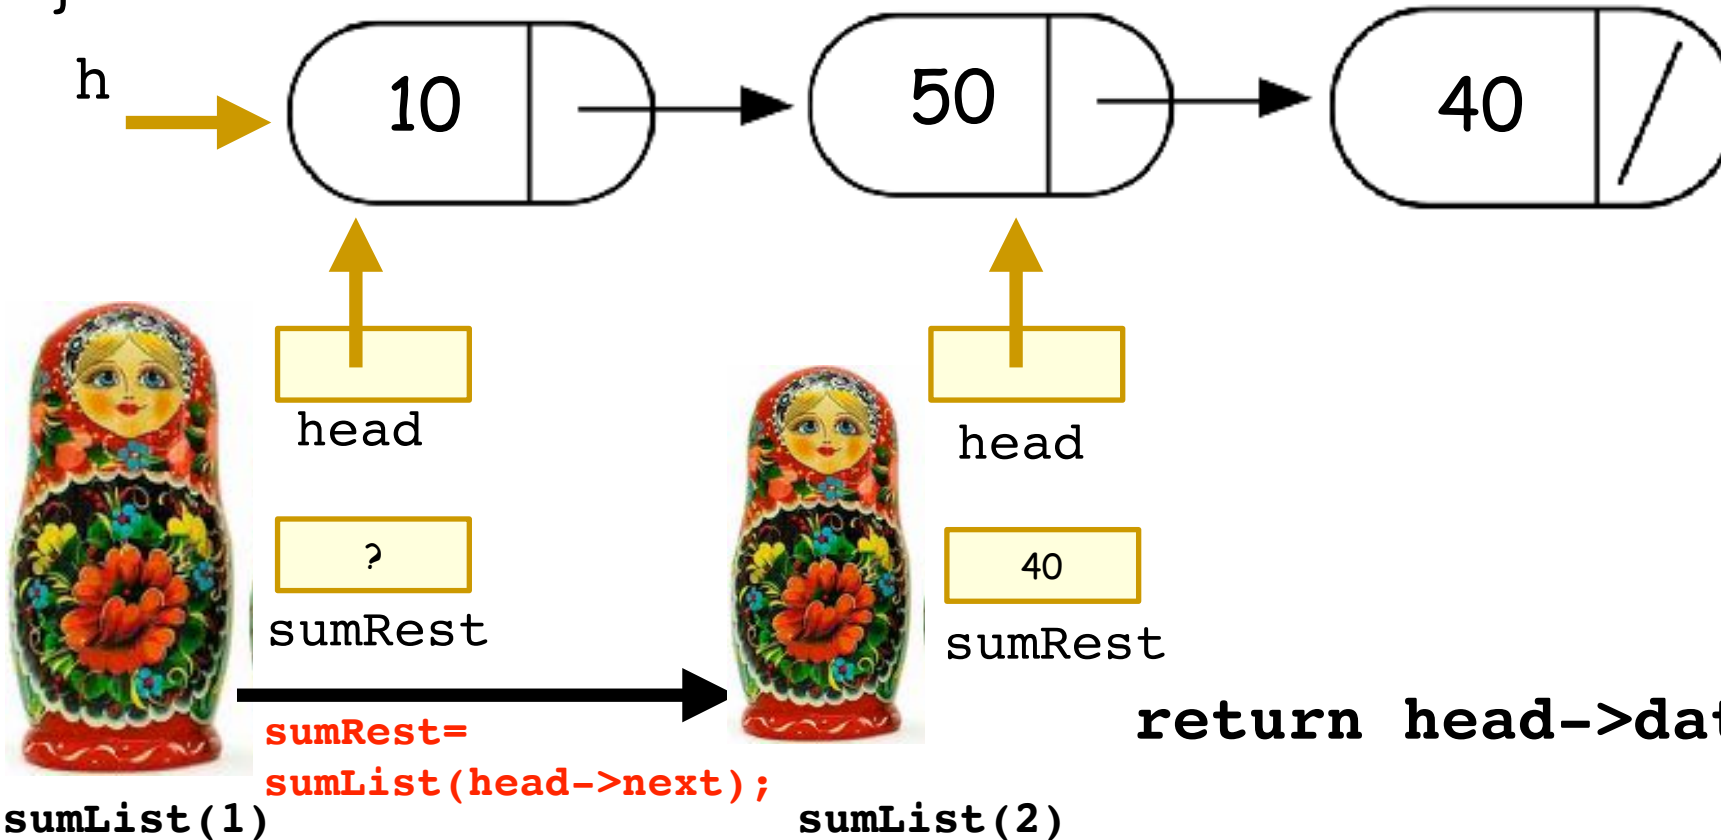 }
h
10
50
40
head
head
?
40
sumRest
sumRest
sumRest=
sumList(head->next);
return head->dat
sumList(1)
sumList(2)